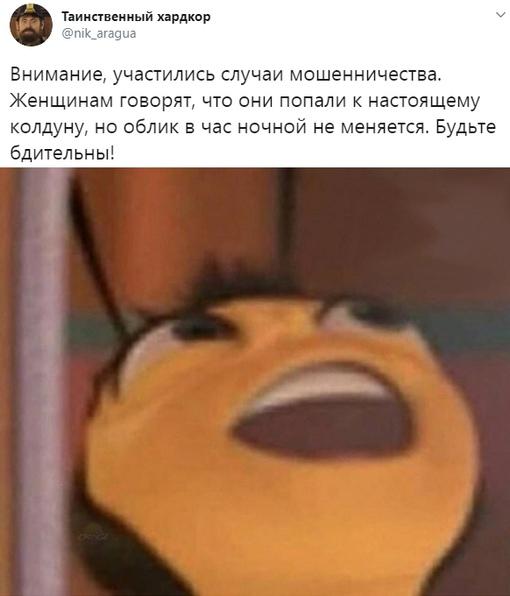 Таинственный хардкор
@nik_aragua
Внимание, участились случаи мошенничества.
Женщинам говорят, что они попали к настоящему
колдуну, но облик в час ночной не меняется. Будьте
бдительны!